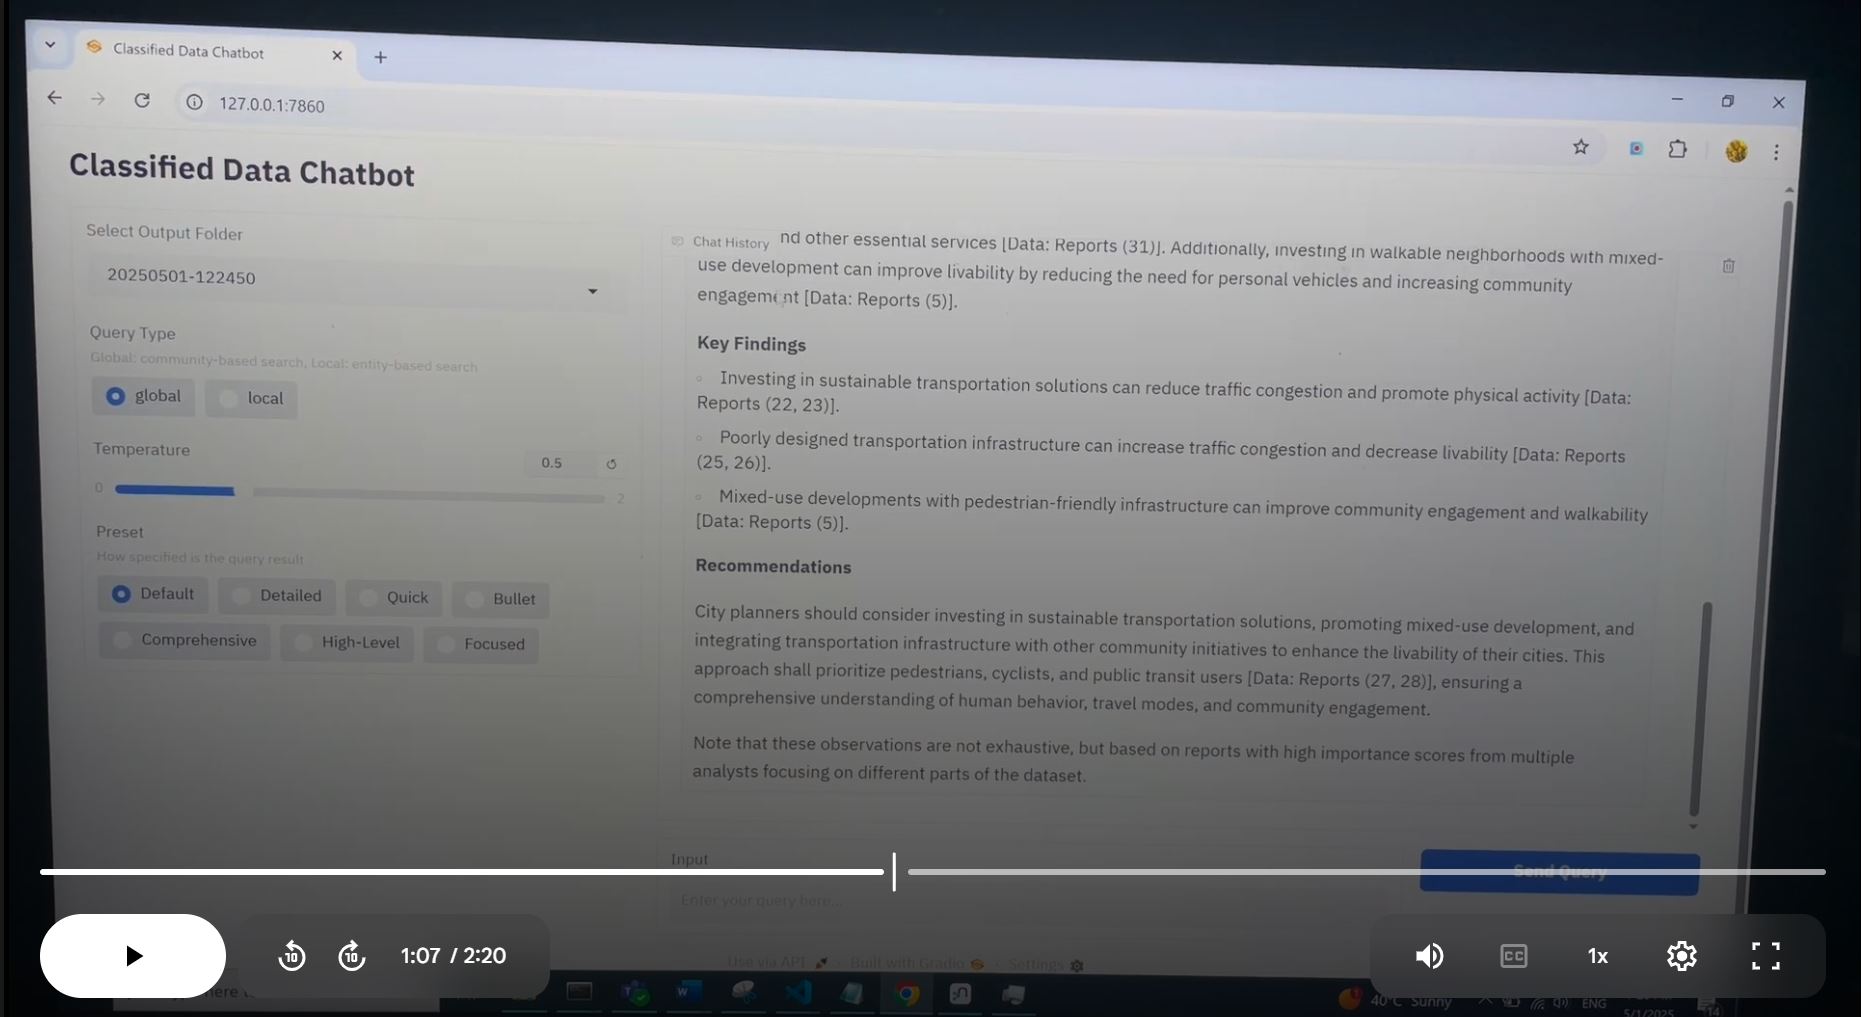 Classified Data Chatbot
127.0.0.1:7860
Classified Data Chatbot
Select Output Folder
20250501-122450
Query Type
Global: community-based search, Local: entity-based search
global
local
Temperature
0.5
0
2
Preset
How specified is the query result
Default
Detailed
Quick
Bullet
Comprehensive
High-Level
Focused
Chat History
nd other essential services [Data: Reports (31)]. Additionally, investing in walkable neighborhoods with mixed-
use development can improve livability by reducing the need for personal vehicles and increasing community
engagement [Data: Reports (5)].
Key Findings
Investing in sustainable transportation solutions can reduce traffic congestion and promote physical activity [Data:
Reports (22, 23)].
Poorly designed transportation infrastructure can increase traffic congestion and decrease livability [Data: Reports
(25, 26)].
Mixed-use developments with pedestrian-friendly infrastructure can improve community engagement and walkability
[Data: Reports (5)].
Recommendations
City planners should consider investing in sustainable transportation solutions, promoting mixed-use development, and
integrating transportation infrastructure with other community initiatives to enhance the livability of their cities. This
approach shall prioritize pedestrians, cyclists, and public transit users [Data: Reports (27, 28)], ensuring a
comprehensive understanding of human behavior, travel modes, and community engagement.
Note that these observations are not exhaustive, but based on reports with high importance scores from multiple
analysts focusing on different parts of the dataset.
Input
Send Query
Enter your query here...
Use via API · Built with Gradio · Settings
10
10
1:07 / 2:20
CC
1x
40°C Sunny
ENG
5/1/2025